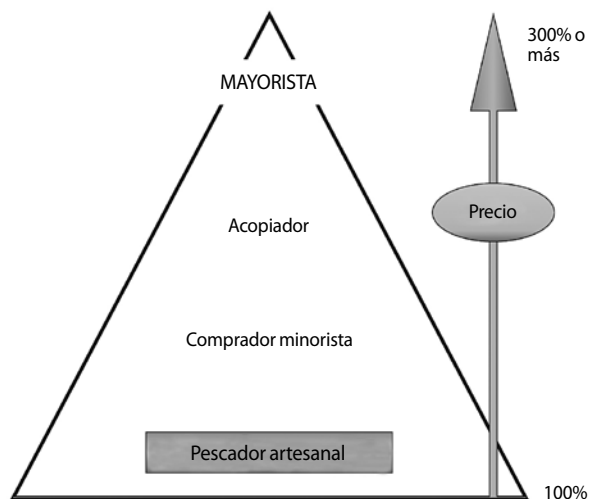 300% o
más
MAYORISTA
Precio
Acopiador
Comprador minorista
Pescador artesanal
100%